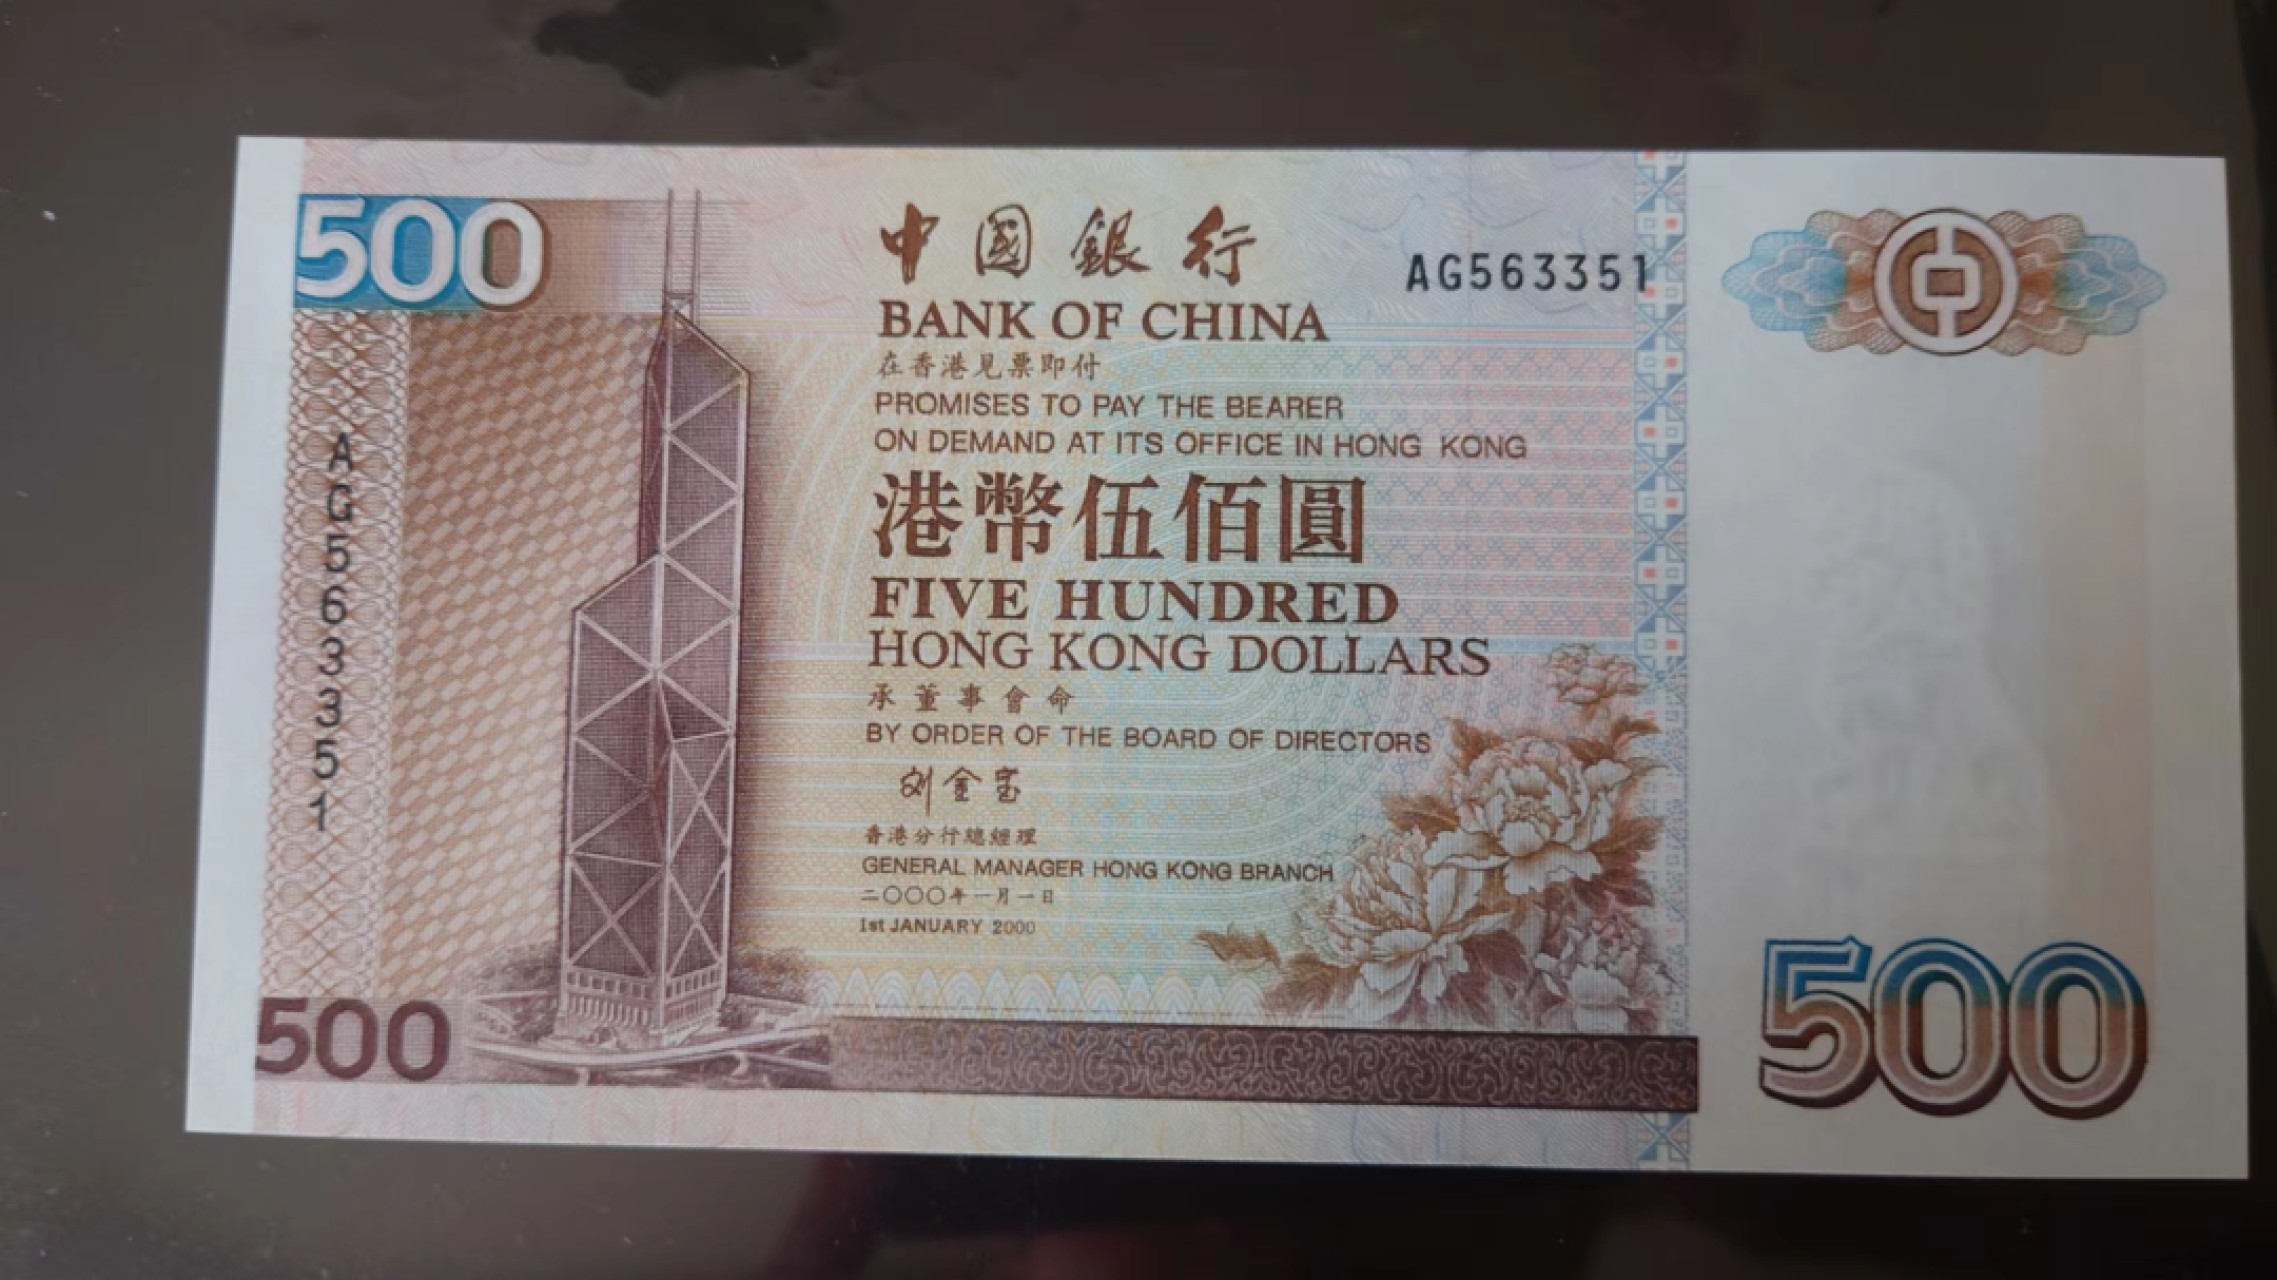 500
中國銀行
AG563351
BANK OF CHINA
在香港見票即付
PROMISES TO PAY THE BEARER
ON DEMAND AT ITS OFFICE IN HONG KONG
港幣伍佰圓
FIVE HUNDRED
HONG KONG DOLLARS
承董事會命
BY ORDER OF THE BOARD OF DIRECTORS
刘金宝
香港分行總經理
GENERAL MANAGER HONG KONG BRANCH
二〇〇〇年一月一日
1st JANUARY 2000
AG563351
500
500